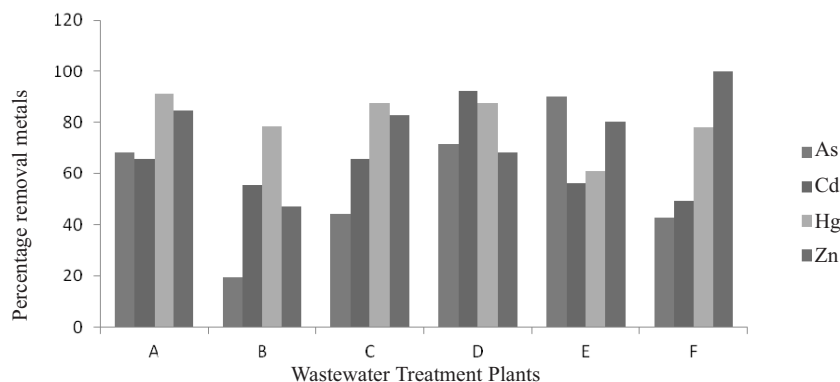 120
100
80
60
40
20
0
Percentage removal metals
A B C D E F
Wastewater Treatment Plants
As
Cd
Hg
Zn